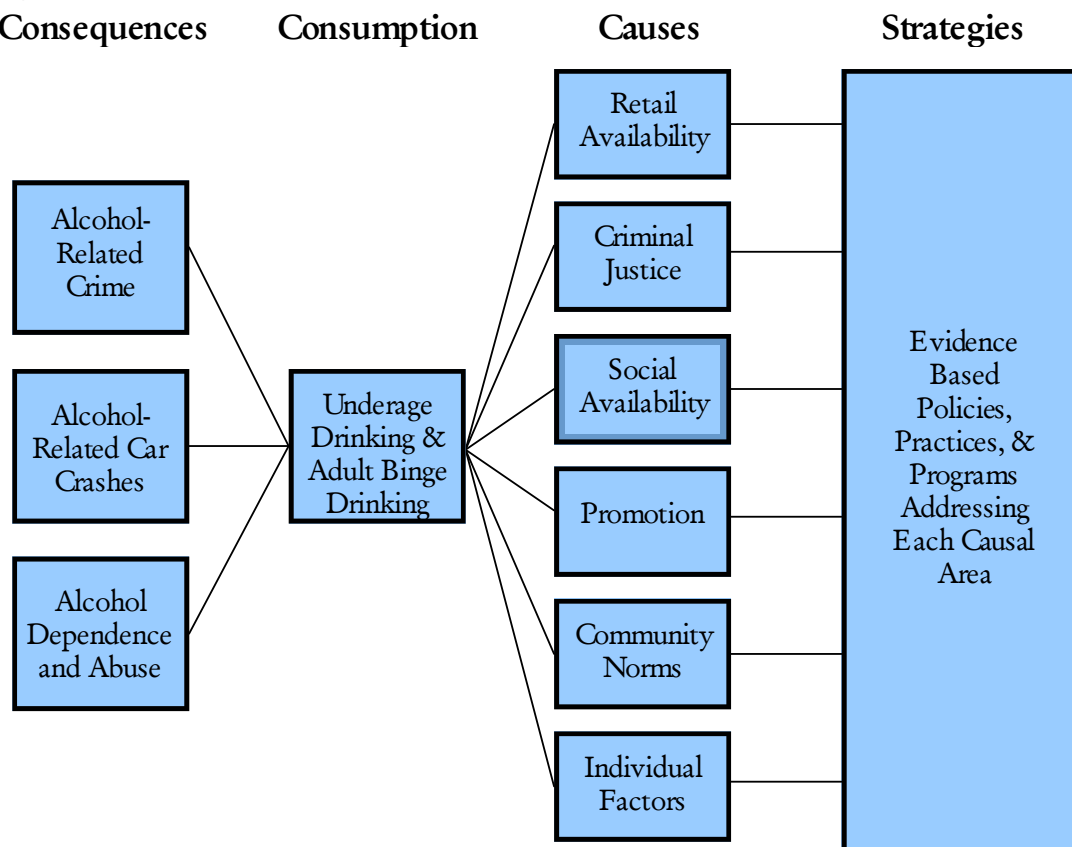 Consequences
Consumption
Causes
Strategies
Alcohol-
Related
Crime
Alcohol-
Related Car
Crashes
Alcohol
Dependence
and Abuse
Underage
Drinking &
Adult Binge
Drinking
Retail
Availability
Criminal
Justice
Social
Availability
Promotion
Community
Norms
Individual
Factors
Evidence
Based
Policies,
Practices, &
Programs
Addressing
Each Causal
Area